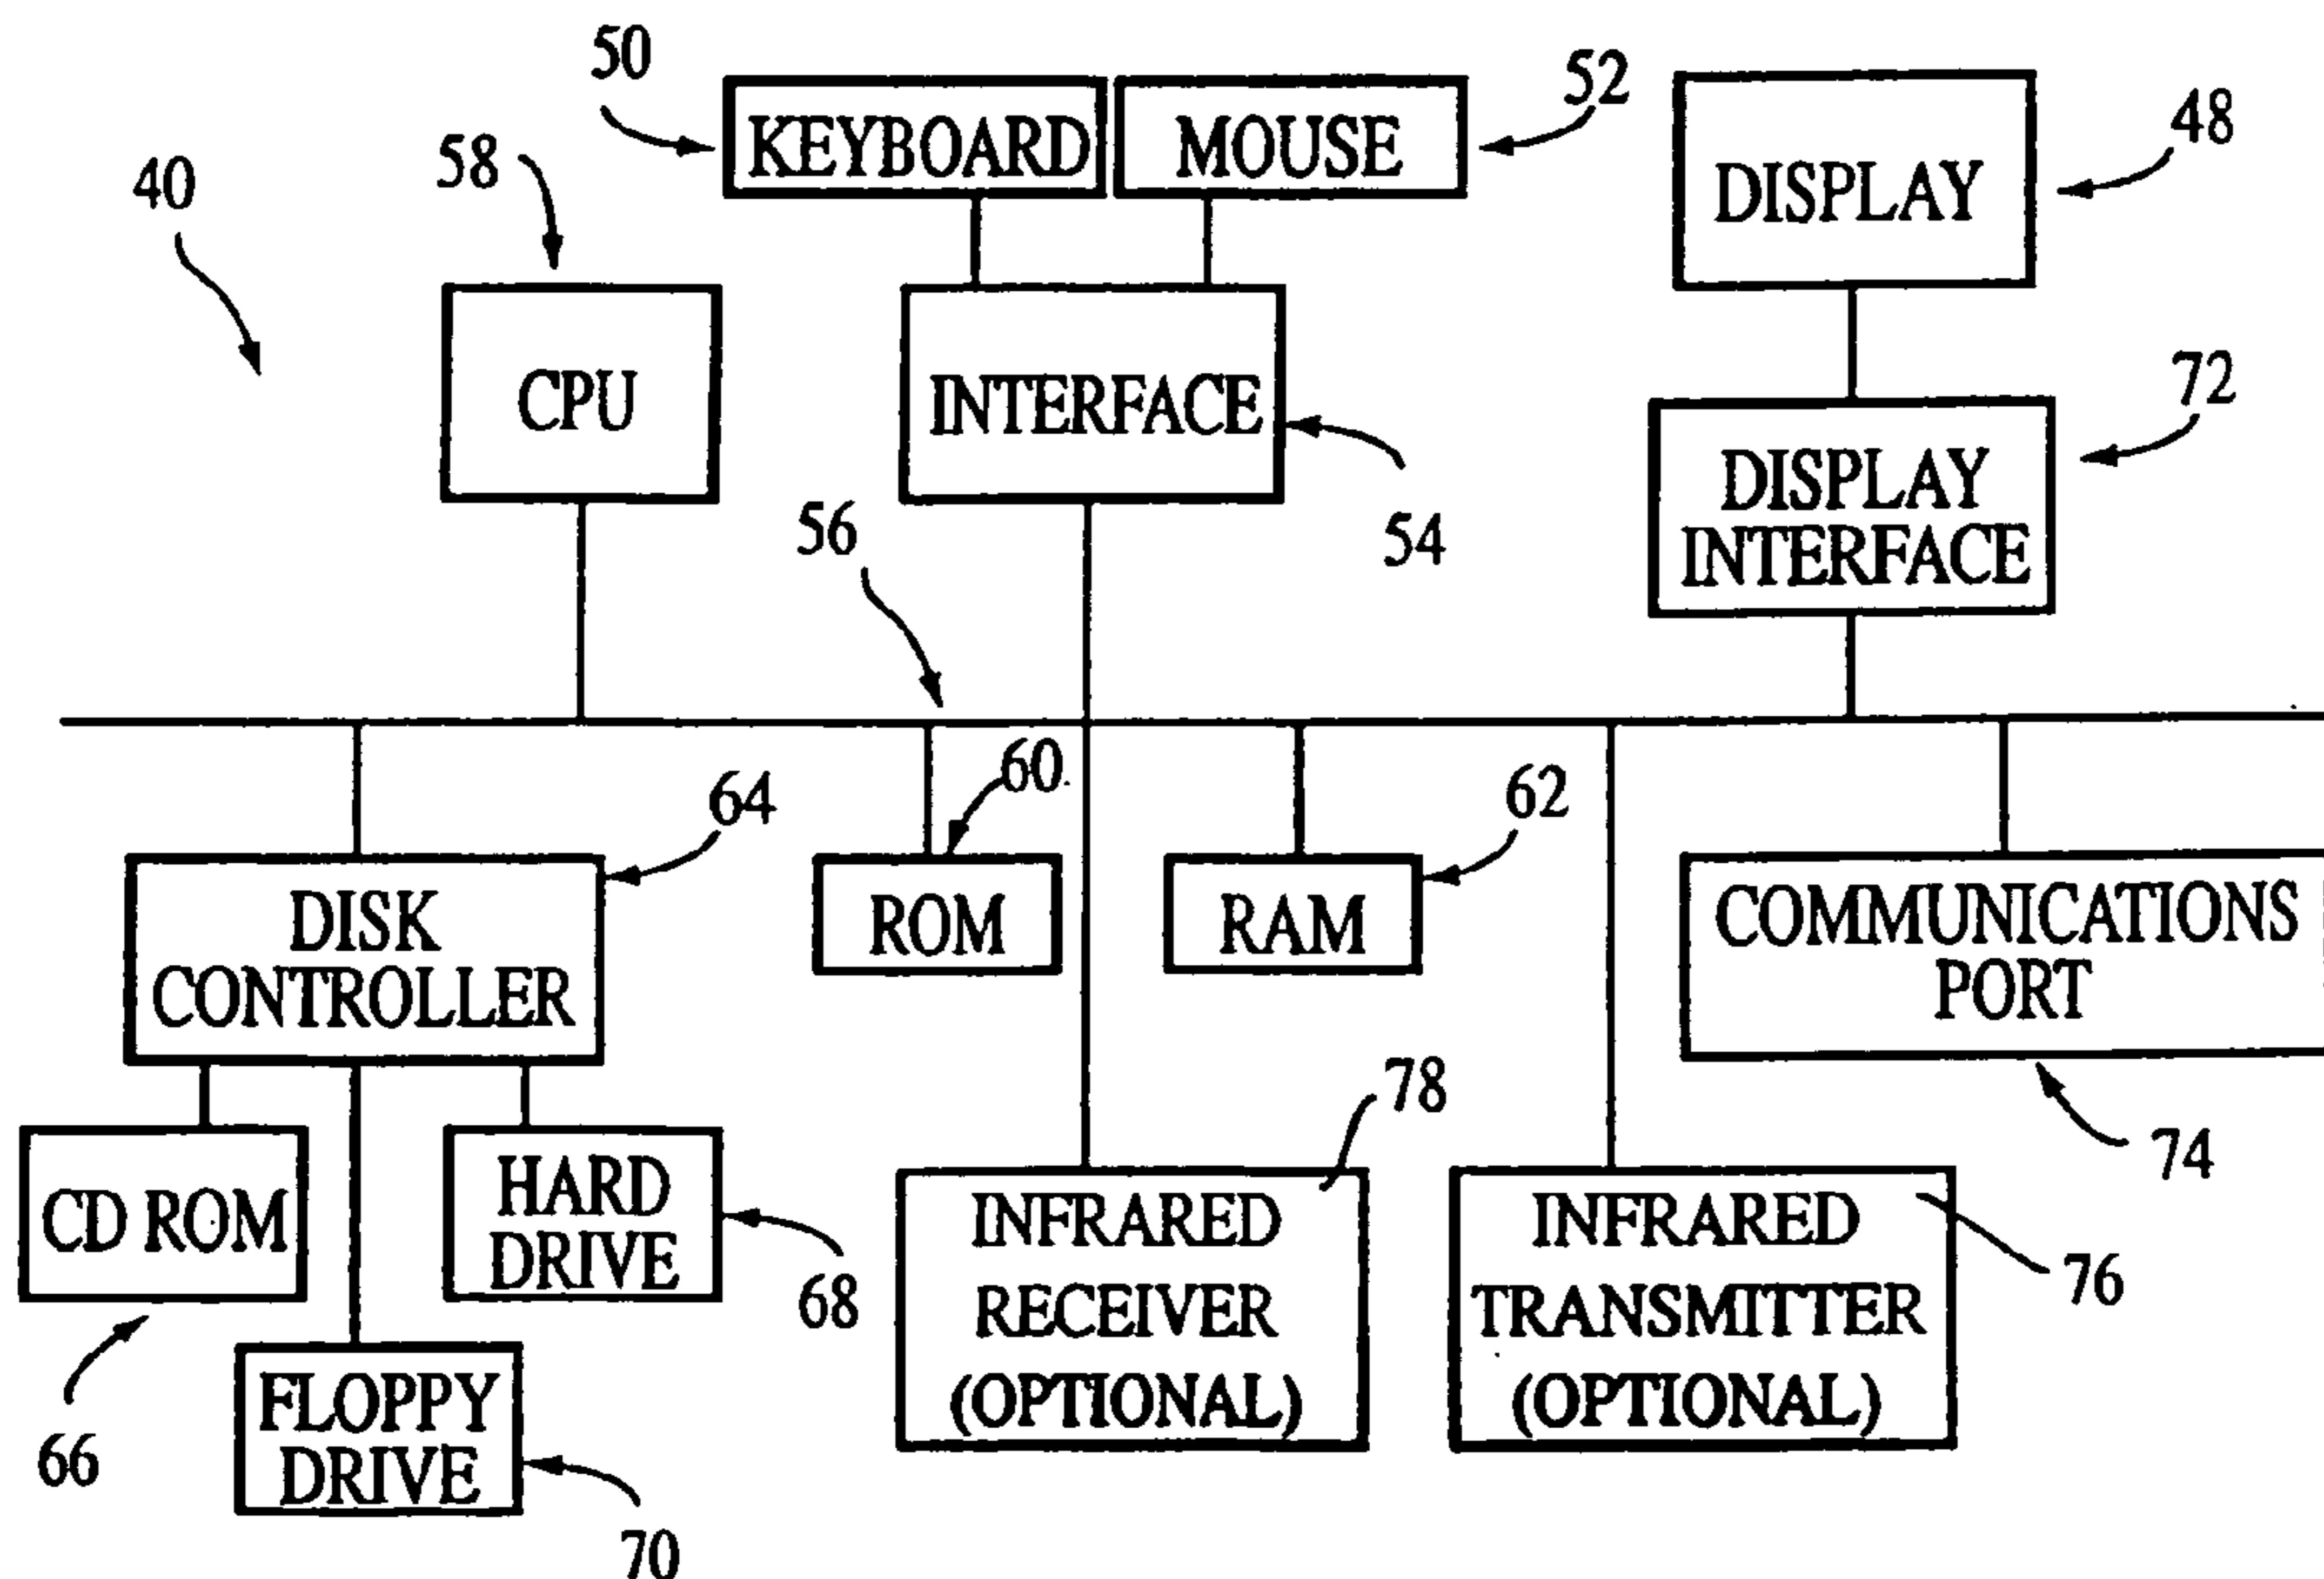 50
KEYBOARD
MOUSE
52
DISPLAY
48
40
58
CPU
INTERFACE
54
DISPLAY
INTERFACE
72
56
64
DISK
CONTROLLER
60
ROM
62
RAM
COMMUNICATIONS
PORT
74
CD ROM
66
HARD
DRIVE
68
FLOPPY
DRIVE
70
78
INFRARED
RECEIVER
(OPTIONAL)
INFRARED
TRANSMITTER
(OPTIONAL)
76